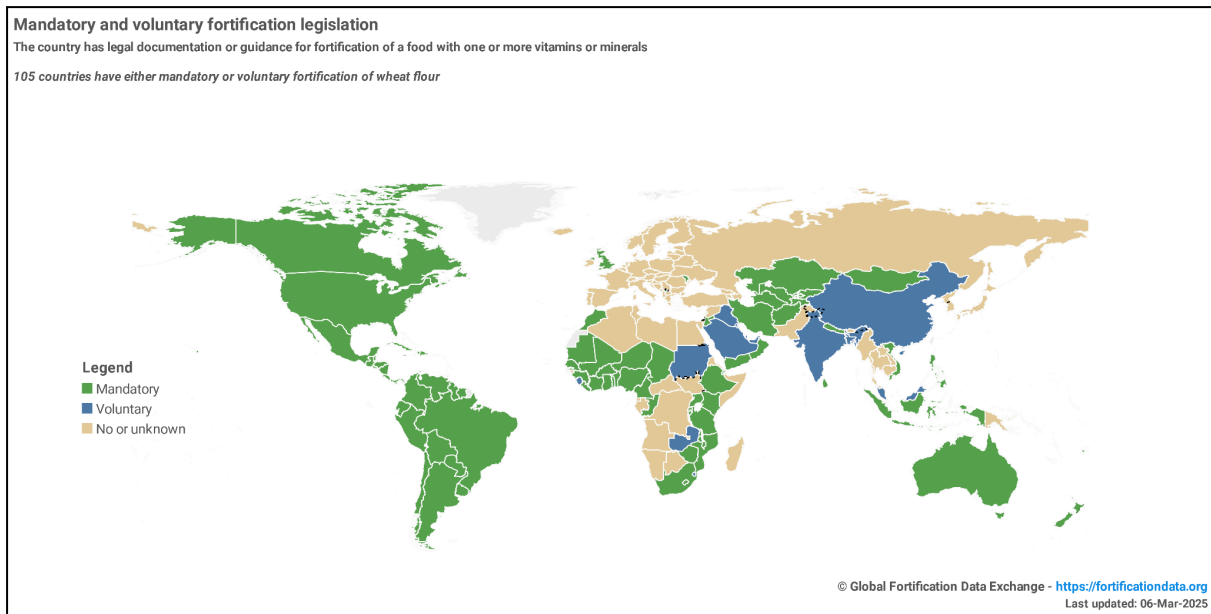 Mandatory and voluntary fortification legislation
The country has legal documentation or guidance for fortification of a food with one or more vitamins or minerals
105 countries have either mandatory or voluntary fortification of wheat flour
Legend
Mandatory
Voluntary
No or unknown
© Global Fortification Data Exchange - https://fortificationdata.org
Last updated: 06-Mar-2025